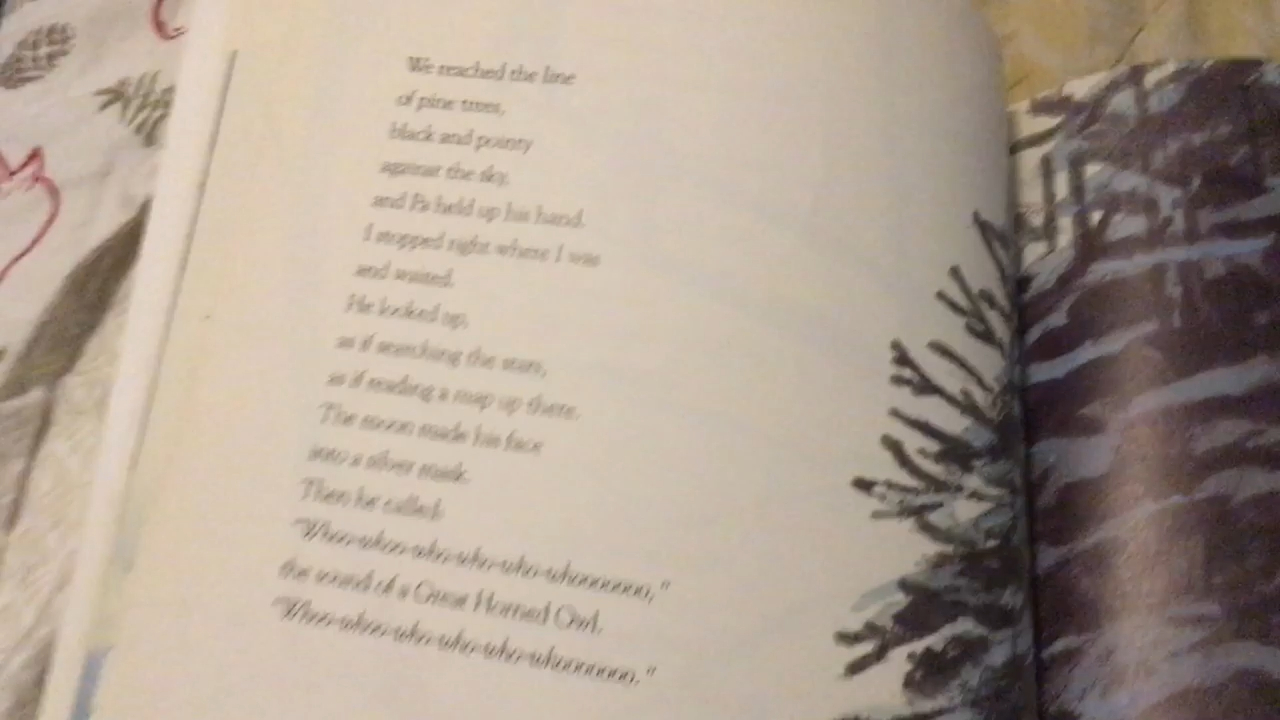 We reached the line
of pine trees,
black and pointy
against the sky,
and Pa held up his hand.
I stopped right where I was
and waited.
He looked up,
as if searching the stars,
as if reading a map up there.
The moon made his face
into a silver mask.
Then he called:
"Whoo-whoo-who-who-who-whooooooo,"
the sound of a Great Horned Owl.
"Whoo-whoo-who-who-who-whooooooo."